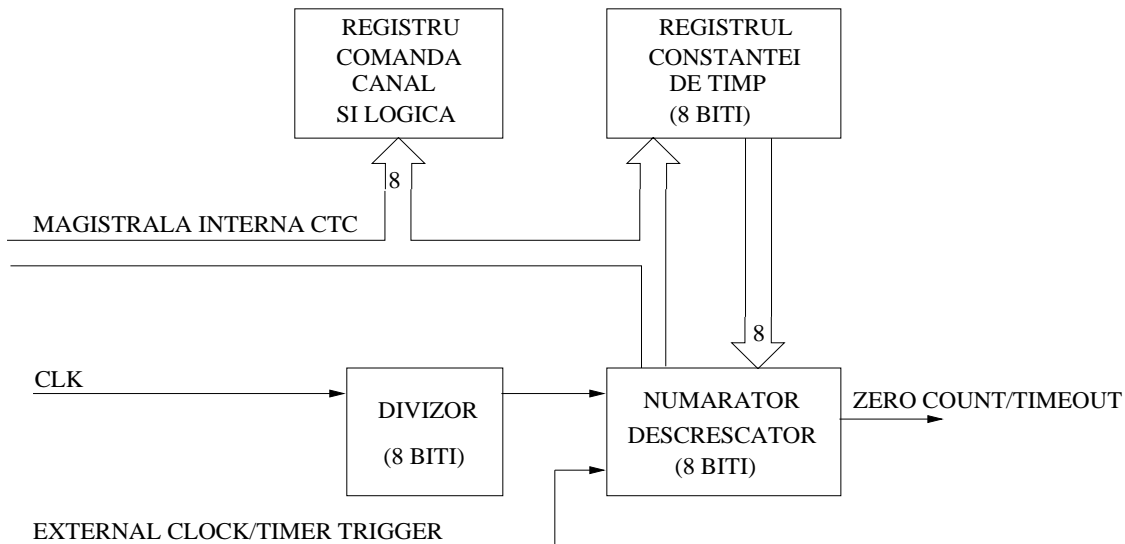 REGISTRU
COMANDA
CANAL
SI LOGICA
REGISTRUL
CONSTANTEI
DE TIMP
(8 BITI)
8
MAGISTRALA INTERNA CTC
8
CLK
DIVIZOR
(8 BITI)
NUMARATOR
DESCRESCATOR
(8 BITI)
ZERO COUNT/TIMEOUT
EXTERNAL CLOCK/TIMER TRIGGER